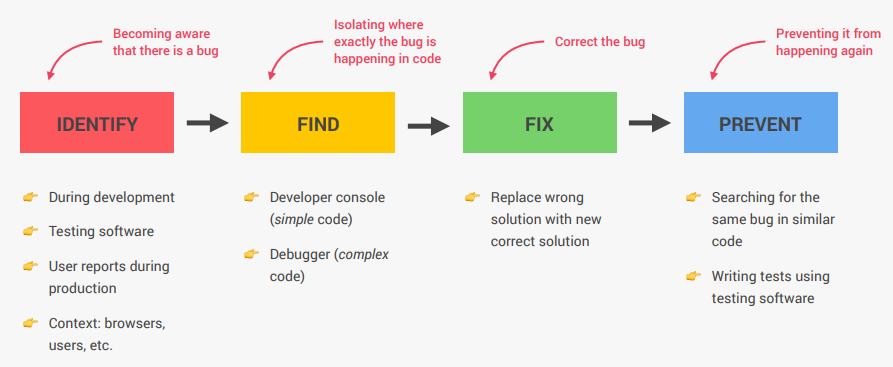 Becoming aware
that there is a bug
Isolating where
exactly the bug is
happening in code
Correct the bug
Preventing it from
happening again
IDENTIFY
FIND
FIX
PREVENT
During development
Testing software
User reports during
production
Context: browsers,
users, etc.
Developer console
(simple code)
Debugger (complex
code)
Replace wrong
solution with new
correct solution
Searching for the
same bug in similar
code
Writing tests using
testing software